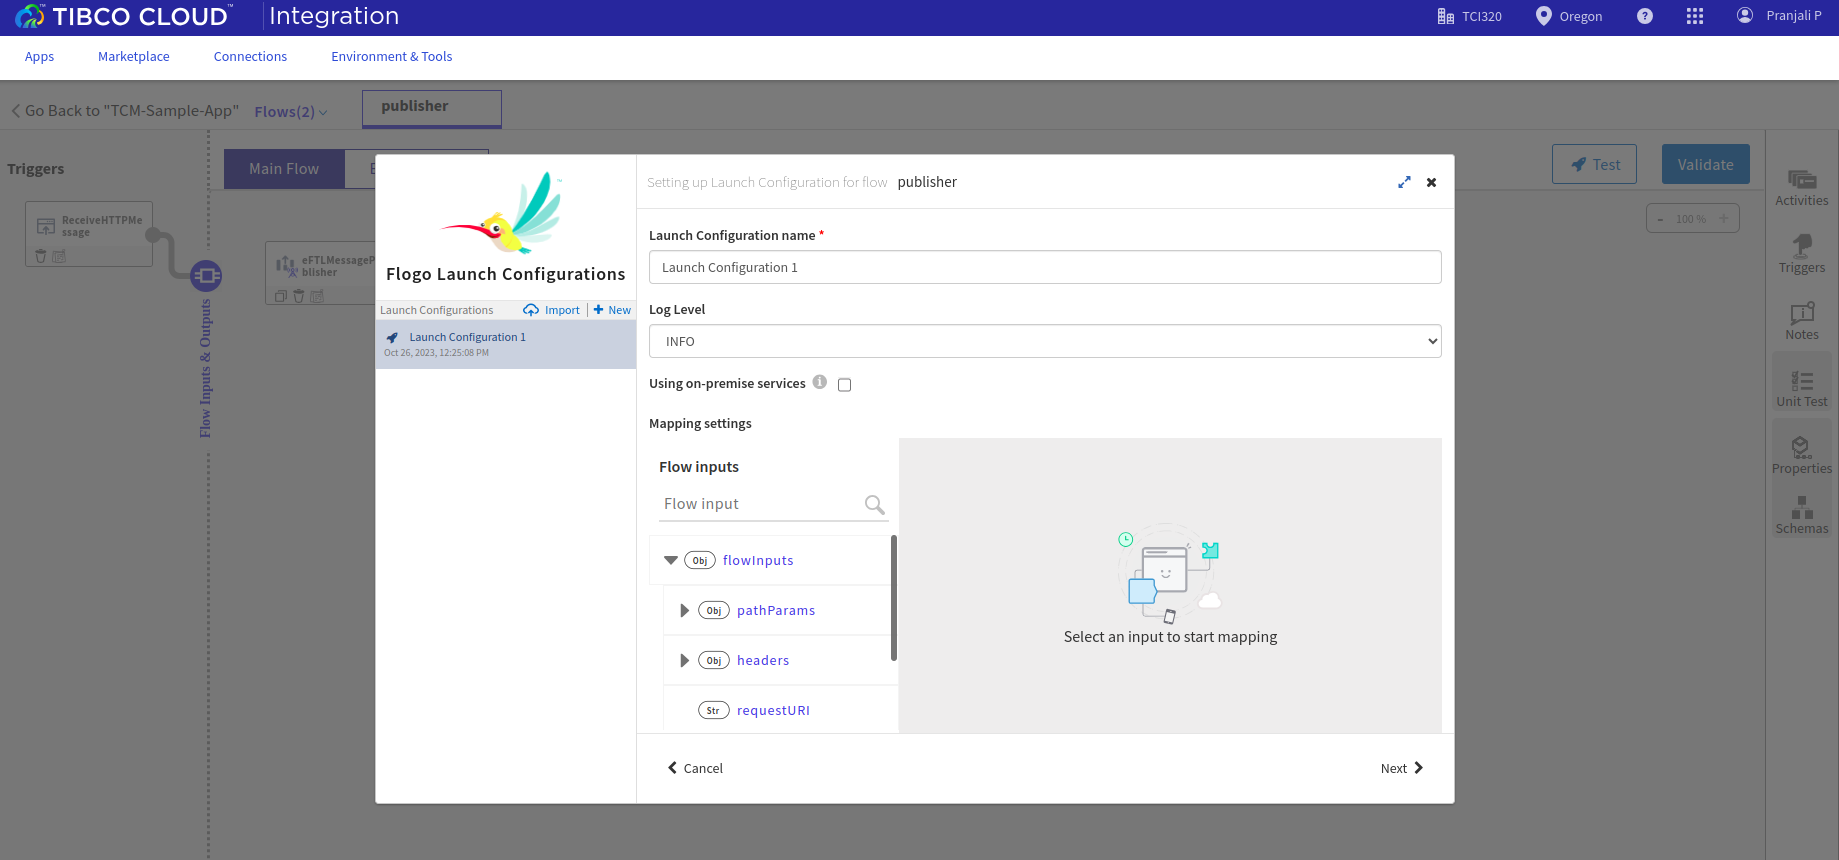 TIBCO CLOUD™ Integration
TCI320
Oregon
?
Pranjali P
Apps
Marketplace
Connections
Environment & Tools
Go Back to "TCM-Sample-App"
Flows(2)
publisher
Triggers
Main Flow
E
Test
Validate
ReceiveHTTPMe
ssage
eFTLMessageP
blisher
Flow Inputs & Outputs
- 100 % +
Activities
Triggers
Notes
Unit Test
Properties
Schemas
Flogo Launch Configurations
Launch Configurations
Import
New
Launch Configuration 1
Oct 26, 2023, 12:25:08 PM
Setting up Launch Configuration for flow publisher
Launch Configuration name *
Launch Configuration 1
Log Level
INFO
Using on-premise services
Mapping settings
Flow inputs
Flow input
Obj flowInputs
Obj pathParams
Obj headers
Str requestURI
Select an input to start mapping
Cancel
Next